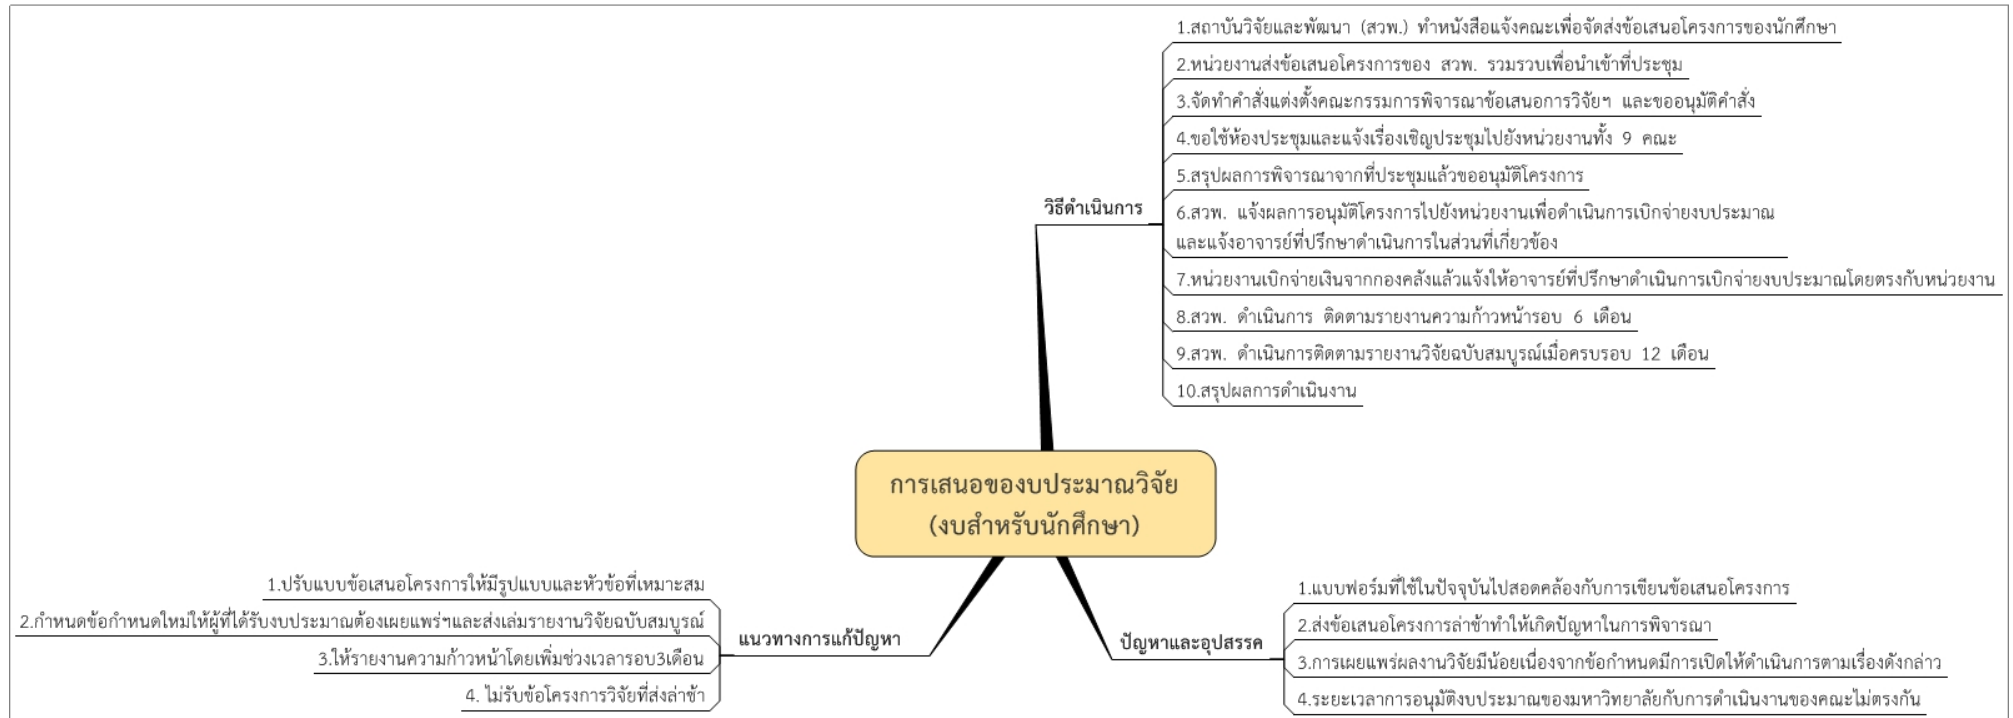 1.สถาบันวิจัยและพัฒนา (สวพ.) ทำหนังสือแจ้งคณะเพื่อจัดส่งข้อเสนอโครงการของนักศึกษา
2.หน่วยงานส่งข้อเสนอโครงการของ สวพ. รวมรวบเพื่อนำเข้าที่ประชุม
3.จัดทำคำสั่งแต่งตั้งคณะกรรมการพิจารณาข้อเสนอการวิจัยฯ และขออนุมัติคำสั่ง
4.ขอใช้ห้องประชุมและแจ้งเรื่องเชิญประชุมไปยังหน่วยงานทั้ง 9 คณะ
5.สรุปผลการพิจารณาจากที่ประชุมแล้วขออนุมัติโครงการ
วิธีดำเนินการ
6.สวพ. แจ้งผลการอนุมัติโครงการไปยังหน่วยงานเพื่อดำเนินการเบิกจ่ายงบประมาณ
และแจ้งอาจารย์ที่ปรึกษาดำเนินการในส่วนที่เกี่ยวข้อง
7.หน่วยงานเบิกจ่ายเงินจากกองคลังแล้วแจ้งให้อาจารย์ที่ปรึกษาดำเนินการเบิกจ่ายงบประมาณโดยตรงกับหน่วยงาน
8.สวพ. ดำเนินการ ติดตามรายงานความก้าวหน้ารอบ 6 เดือน
9.สวพ. ดำเนินการติดตามรายงานวิจัยฉบับสมบูรณ์เมื่อครบรอบ 12 เดือน
10.สรุปผลการดำเนินงาน
การเสนอของบประมาณวิจัย
(งบสำหรับนักศึกษา)
1.ปรับแบบข้อเสนอโครงการให้มีรูปแบบและหัวข้อที่เหมาะสม
2.กำหนดข้อกำหนดใหม่ให้ผู้ที่ได้รับงบประมาณต้องเผยแพร่ฯและส่งเล่มรายงานวิจัยฉบับสมบูรณ์
แนวทางการแก้ปัญหา
3.ให้รายงานความก้าวหน้าโดยเพิ่มช่วงเวลารอบ3เดือน
4. ไม่รับข้อโครงการวิจัยที่ส่งล่าช้า
1.แบบฟอร์มที่ใช้ในปัจจุบันไปสอดคล้องกับการเขียนข้อเสนอโครงการ
2.ส่งข้อเสนอโครงการล่าช้าทำให้เกิดปัญหาในการพิจารณา
ปัญหาและอุปสรรค
3.การเผยแพร่ผลงานวิจัยมีน้อยเนื่องจากข้อกำหนดมีการเปิดให้ดำเนินการตามเรื่องดังกล่าว
4.ระยะเวลาการอนุมัติงบประมาณของมหาวิทยาลัยกับการดำเนินงานของคณะไม่ตรงกัน